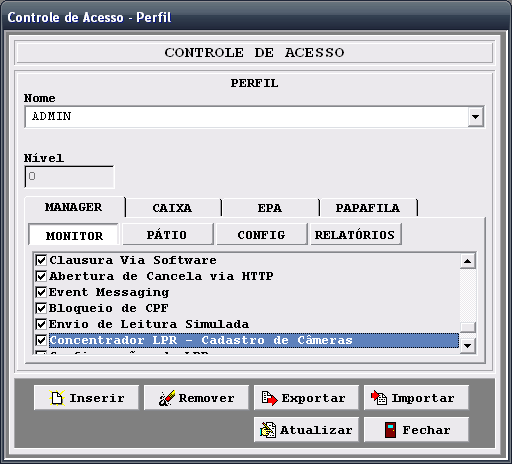 Controle de Acesso - Perfil
CONTROLE DE ACESSO
PERFIL
Nome
ADMIN
Nível
0
MANAGER CAIXA EPA PAPAFILA
MONITOR PÁTIO CONFIG RELATÓRIOS
Clausura Via Software
Abertura de Cancela via HTTP
Event Messaging
Bloqueio de CPF
Envio de Leitura Simulada
Concentrador LPR - Cadastro de Câmeras
Inserir Remover Exportar Importar
Atualizar Fechar